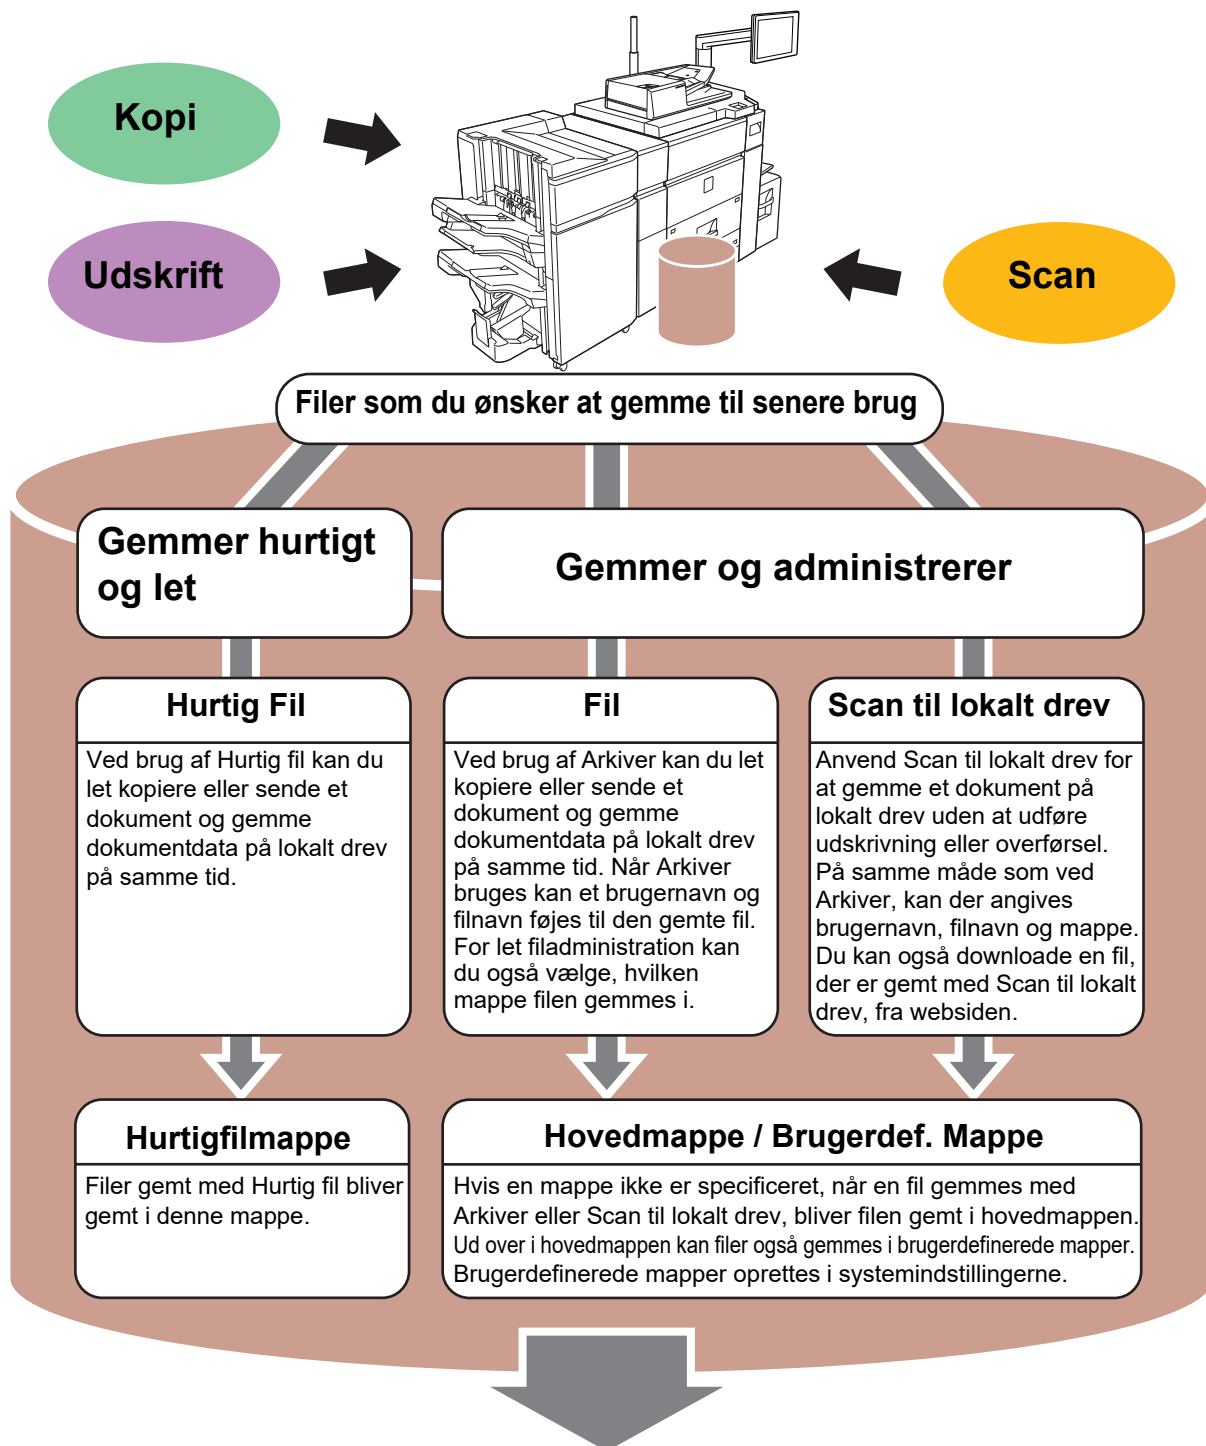 Kopi
Udskrift
Scan
Filer som du ønsker at gemme til senere brug
Gemmer hurtigt
og let
Gemmer og administrerer
Hurtig Fil
Ved brug af Hurtig fil kan du
let kopiere eller sende et
dokument og gemme
dokumentdata på lokalt drev
på samme tid.
Fil
Ved brug af Arkiver kan du let
kopiere eller sende et
dokument og gemme
dokumentdata på lokalt drev
på samme tid. Når Arkiver
bruges kan et brugernavn og
filnavn føjes til den gemte fil.
For let filadministration kan
du også vælge, hvilken
mappe filen gemmes i.
Scan til lokalt drev
Anvend Scan til lokalt drev for
at gemme et dokument på
lokalt drev uden at udføre
udskrivning eller overførsel.
På samme måde som ved
Arkiver, kan der angives
brugernavn, filnavn og mappe.
Du kan også downloade en fil,
der er gemt med Scan til lokalt
drev, fra websiden.
Hurtigfilmappe
Filer gemt med Hurtig fil bliver
gemt i denne mappe.
Hovedmappe / Brugerdef. Mappe
Hvis en mappe ikke er specificeret, når en fil gemmes med
Arkiver eller Scan til lokalt drev, bliver filen gemt i hovedmappen.
Ud over i hovedmappen kan filer også gemmes i brugerdefinerede mapper.
Brugerdefinerede mapper oprettes i systemindstillingerne.